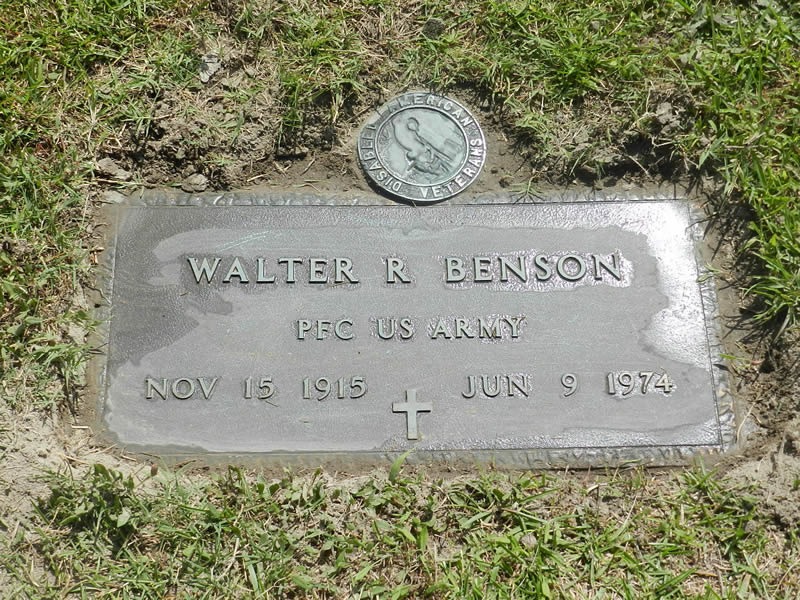 DISABLED AMERICAN
VETERANS
WALTER R BENSON
PFC US ARMY
NOV 15 1915 JUN 9 1974